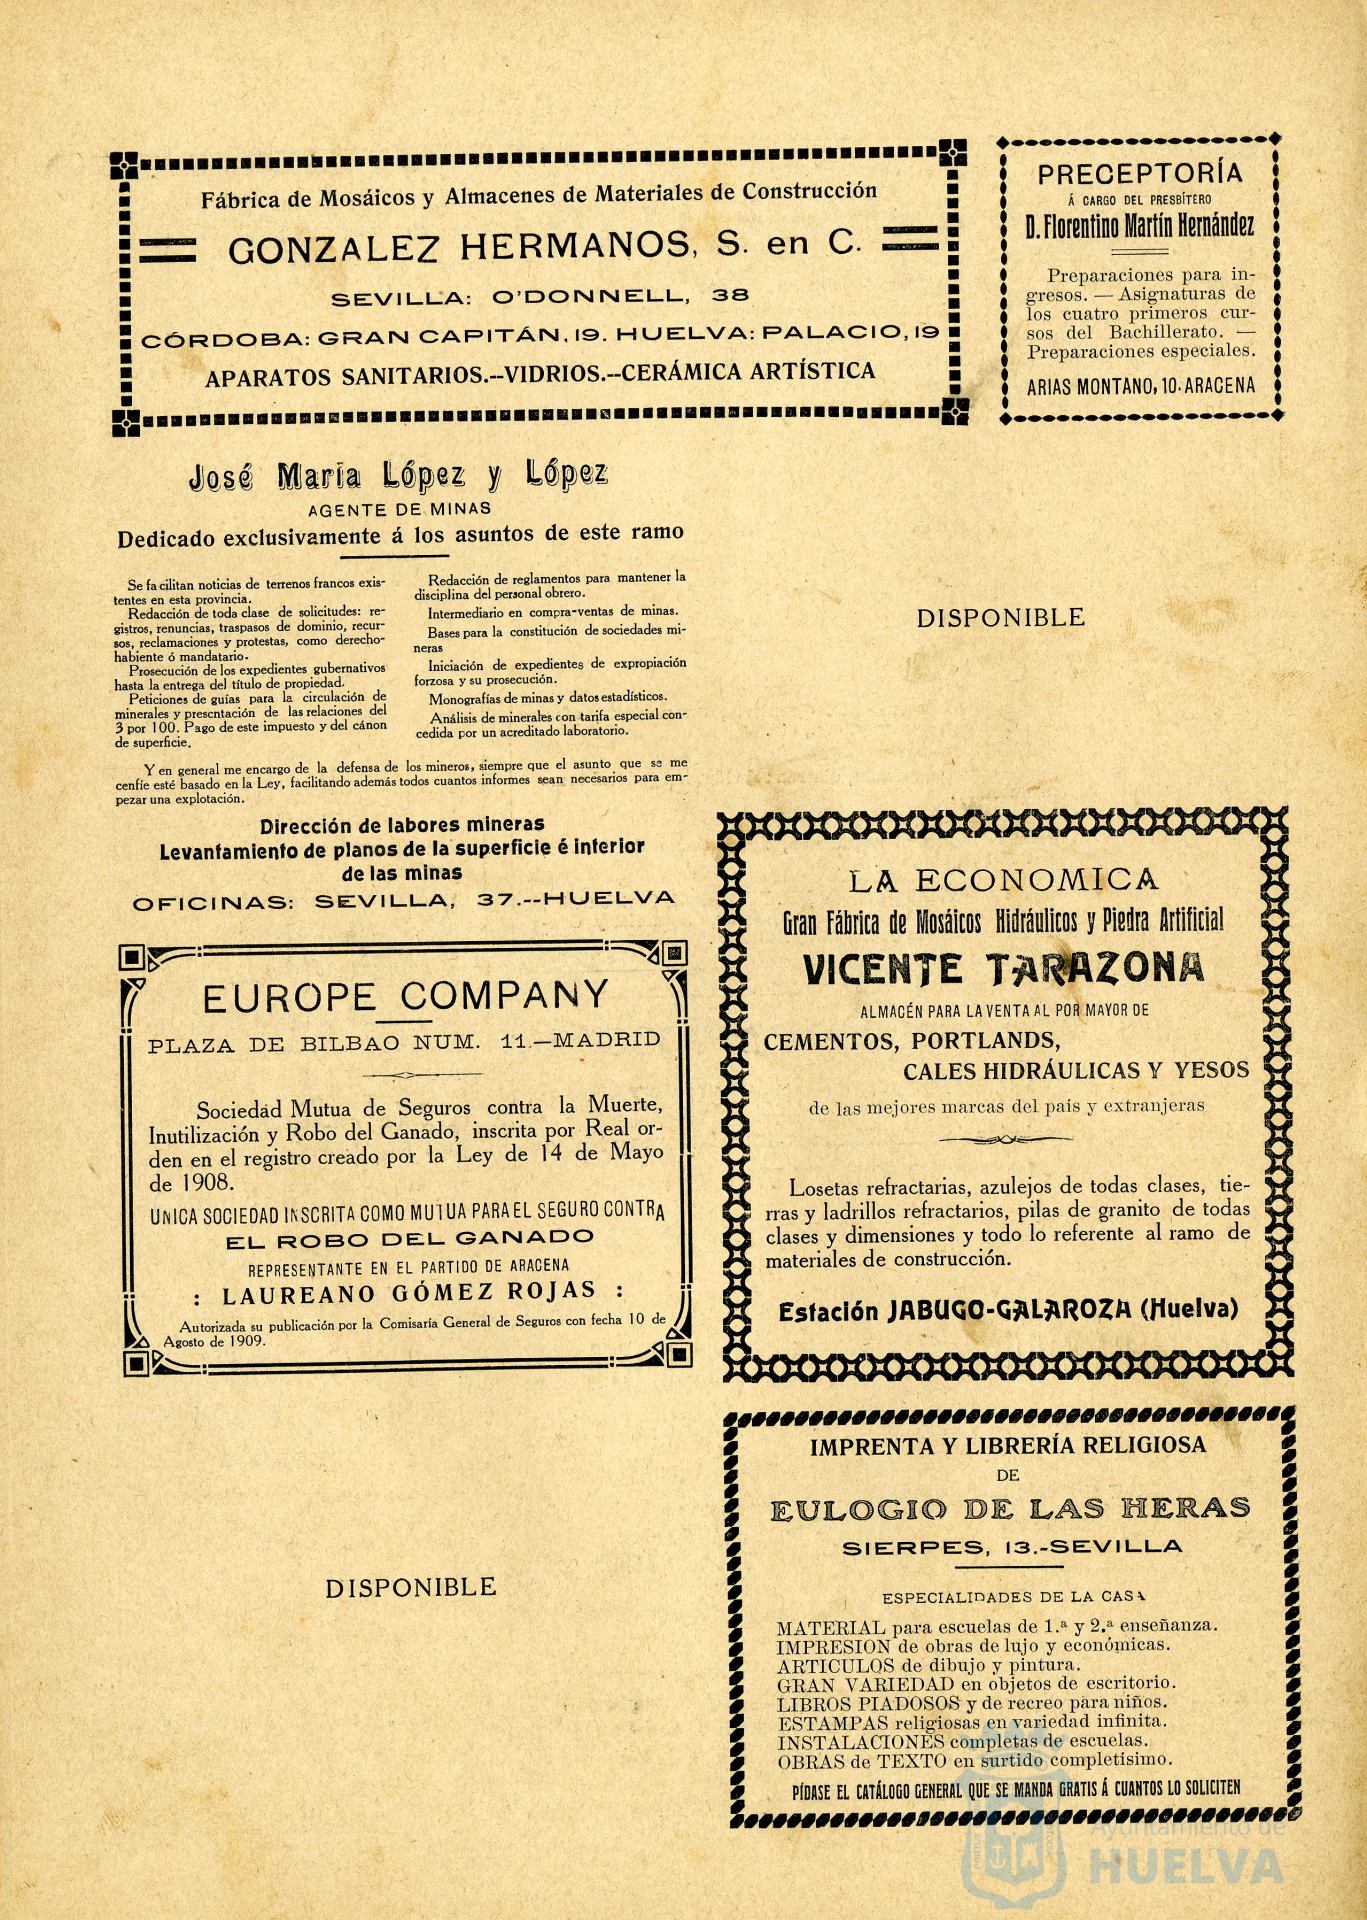 Fábrica de Mosáicos y Almacenes de Materiales de Construcción
GONZALEZ HERMANOS, S. en C.
SEVILLA: O'DONNELL, 38
CÓRDOBA: GRAN CAPITÁN, 19. HUELVA: PALACIO, 19
APARATOS SANITARIOS.--VIDRIOS.--CERÁMICA ARTÍSTICA
PRECEPTORÍA
Á CARGO DEL PRESBÍTERO
D. Florentino Martín Hernández
Preparaciones para in-
gresos. — Asignaturas de
los cuatro primeros cur-
sos del Bachillerato. —
Preparaciones especiales.
ARIAS MONTANO, 10. ARACENA
José María López y López
AGENTE DE MINAS
Dedicado exclusivamente á los asuntos de este ramo
Se facilitan noticias de terrenos francos exis-
tentes en esta provincia.
Redacción de toda clase de solicitudes: re-
gistros, renuncias, traspasos de dominio, recur-
sos, reclamaciones y protestas, como derecho-
habiente ó mandatario.
Prosecución de los expedientes gubernativos
hasta la entrega del título de propiedad.
Peticiones de guías para la circulación de
minerales y presentación de las relaciones del
3 por 100. Pago de este impuesto y del cánon
de superficie.
Redacción de reglamentos para mantener la
disciplina del personal obrero.
Intermediario en compra-ventas de minas.
Bases para la constitución de sociedades mi-
neras
Iniciación de expedientes de expropiación
forzosa y su prosecución.
Monografías de minas y datos estadísticos.
Análisis de minerales con tarifa especial con-
cedida por un acreditado laboratorio.
Y en general me encargo de la defensa de los mineros, siempre que el asunto que se me
cenfíe esté basado en la Ley, facilitando además todos cuantos informes sean necesarios para em-
pezar una explotación.
Dirección de labores mineras
Levantamiento de planos de la superficie é interior
de las minas
OFICINAS: SEVILLA, 37.--HUELVA
DISPONIBLE
EUROPE COMPANY
PLAZA DE BILBAO NUM. 11.—MADRID
Sociedad Mutua de Seguros contra la Muerte,
Inutilización y Robo del Ganado, inscrita por Real or-
den en el registro creado por la Ley de 14 de Mayo
de 1908.
UNICA SOCIEDAD INSCRITA COMO MUTUA PARA EL SEGURO CONTRA
EL ROBO DEL GANADO
REPRESENTANTE EN EL PARTIDO DE ARACENA
: LAUREANO GÓMEZ ROJAS :
Autorizada su publicación por la Comisaría General de Seguros con fecha 10 de
Agosto de 1909.
LA ECONOMICA
Gran Fábrica de Mosáicos Hidráulicos y Piedra Artificial
VICENTE TARAZONA
ALMACÉN PARA LA VENTA AL POR MAYOR DE
CEMENTOS, PORTLANDS,
CALES HIDRÁULICAS Y YESOS
de las mejores marcas del país y extranjeras
Losetas refractarias, azulejos de todas clases, tie-
rras y ladrillos refractarios, pilas de granito de todas
clases y dimensiones y todo lo referente al ramo de
materiales de construcción.
Estación JABUGO-GALAROZA (Huelva)
DISPONIBLE
IMPRENTA Y LIBRERÍA RELIGIOSA
DE
EULOGIO DE LAS HERAS
SIERPES, 13.-SEVILLA
ESPECIALIDADES DE LA CASA
MATERIAL para escuelas de 1.ª y 2.ª enseñanza.
IMPRESION de obras de lujo y económicas.
ARTICULOS de dibujo y pintura.
GRAN VARIEDAD en objetos de escritorio.
LIBROS PIADOSOS y de recreo para niños.
ESTAMPAS religiosas en variedad infinita.
INSTALACIONES completas de escuelas.
OBRAS de TEXTO en surtido completísimo.
PÍDASE EL CATÁLOGO GENERAL QUE SE MANDA GRATIS Á CUANTOS LO SOLICITEN
Ayuntamiento de
HUELVA